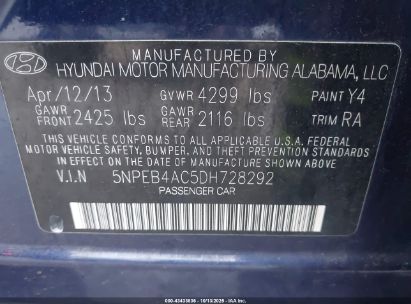 MANUFACTURED BY
HYUNDAI MOTOR MANUFACTURING ALABAMA, LLC
Apr/12/13 GVWR 4299 lbs PAINT Y4
GAWR FRONT 2425 lbs GAWR REAR 2116 lbs TRIM RA
THIS VEHICLE CONFORMS TO ALL APPLICABLE U.S.A. FEDERAL
MOTOR VEHICLE SAFETY, BUMPER, AND THEFT PREVENTION STANDARDS
IN EFFECT ON THE DATE OF MANUFACTURE SHOWN ABOVE.
V.I.N 5NPEB4AC5DH728292
PASSENGER CAR